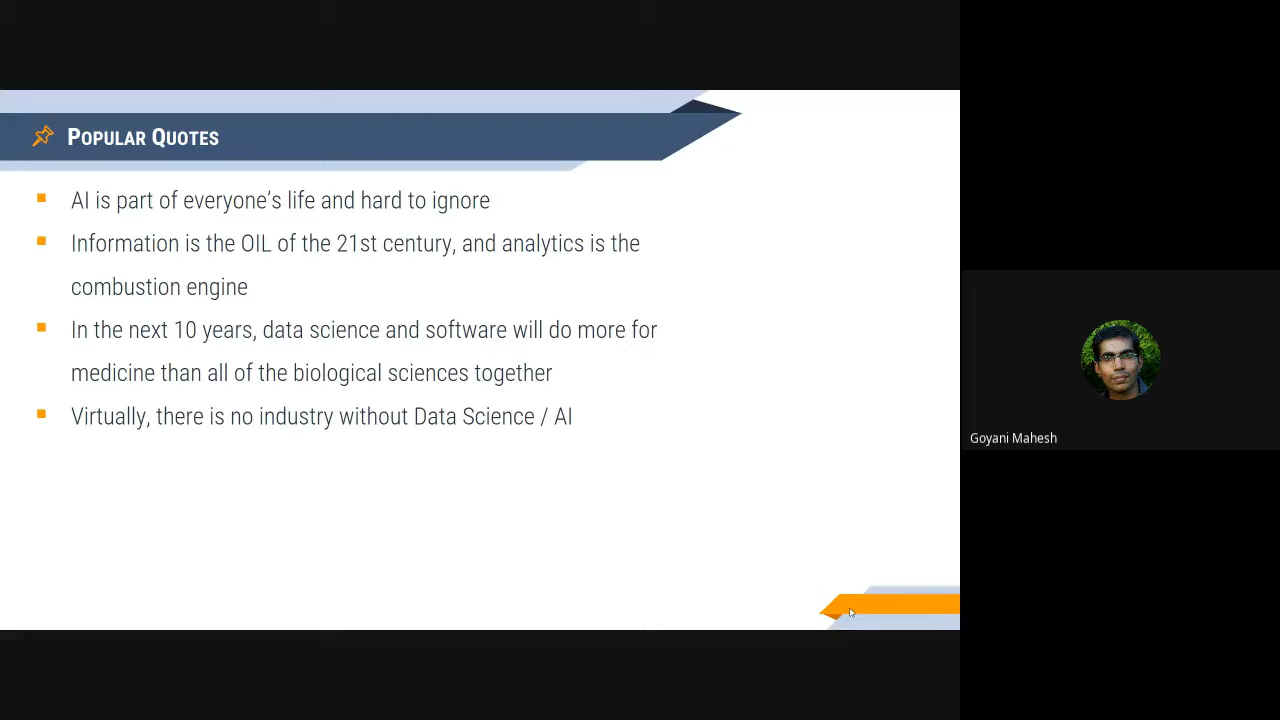 Popular Quotes
AI is part of everyone's life and hard to ignore
Information is the OIL of the 21st century, and analytics is the
combustion engine
In the next 10 years, data science and software will do more for
medicine than all of the biological sciences together
Virtually, there is no industry without Data Science / AI
Goyani Mahesh